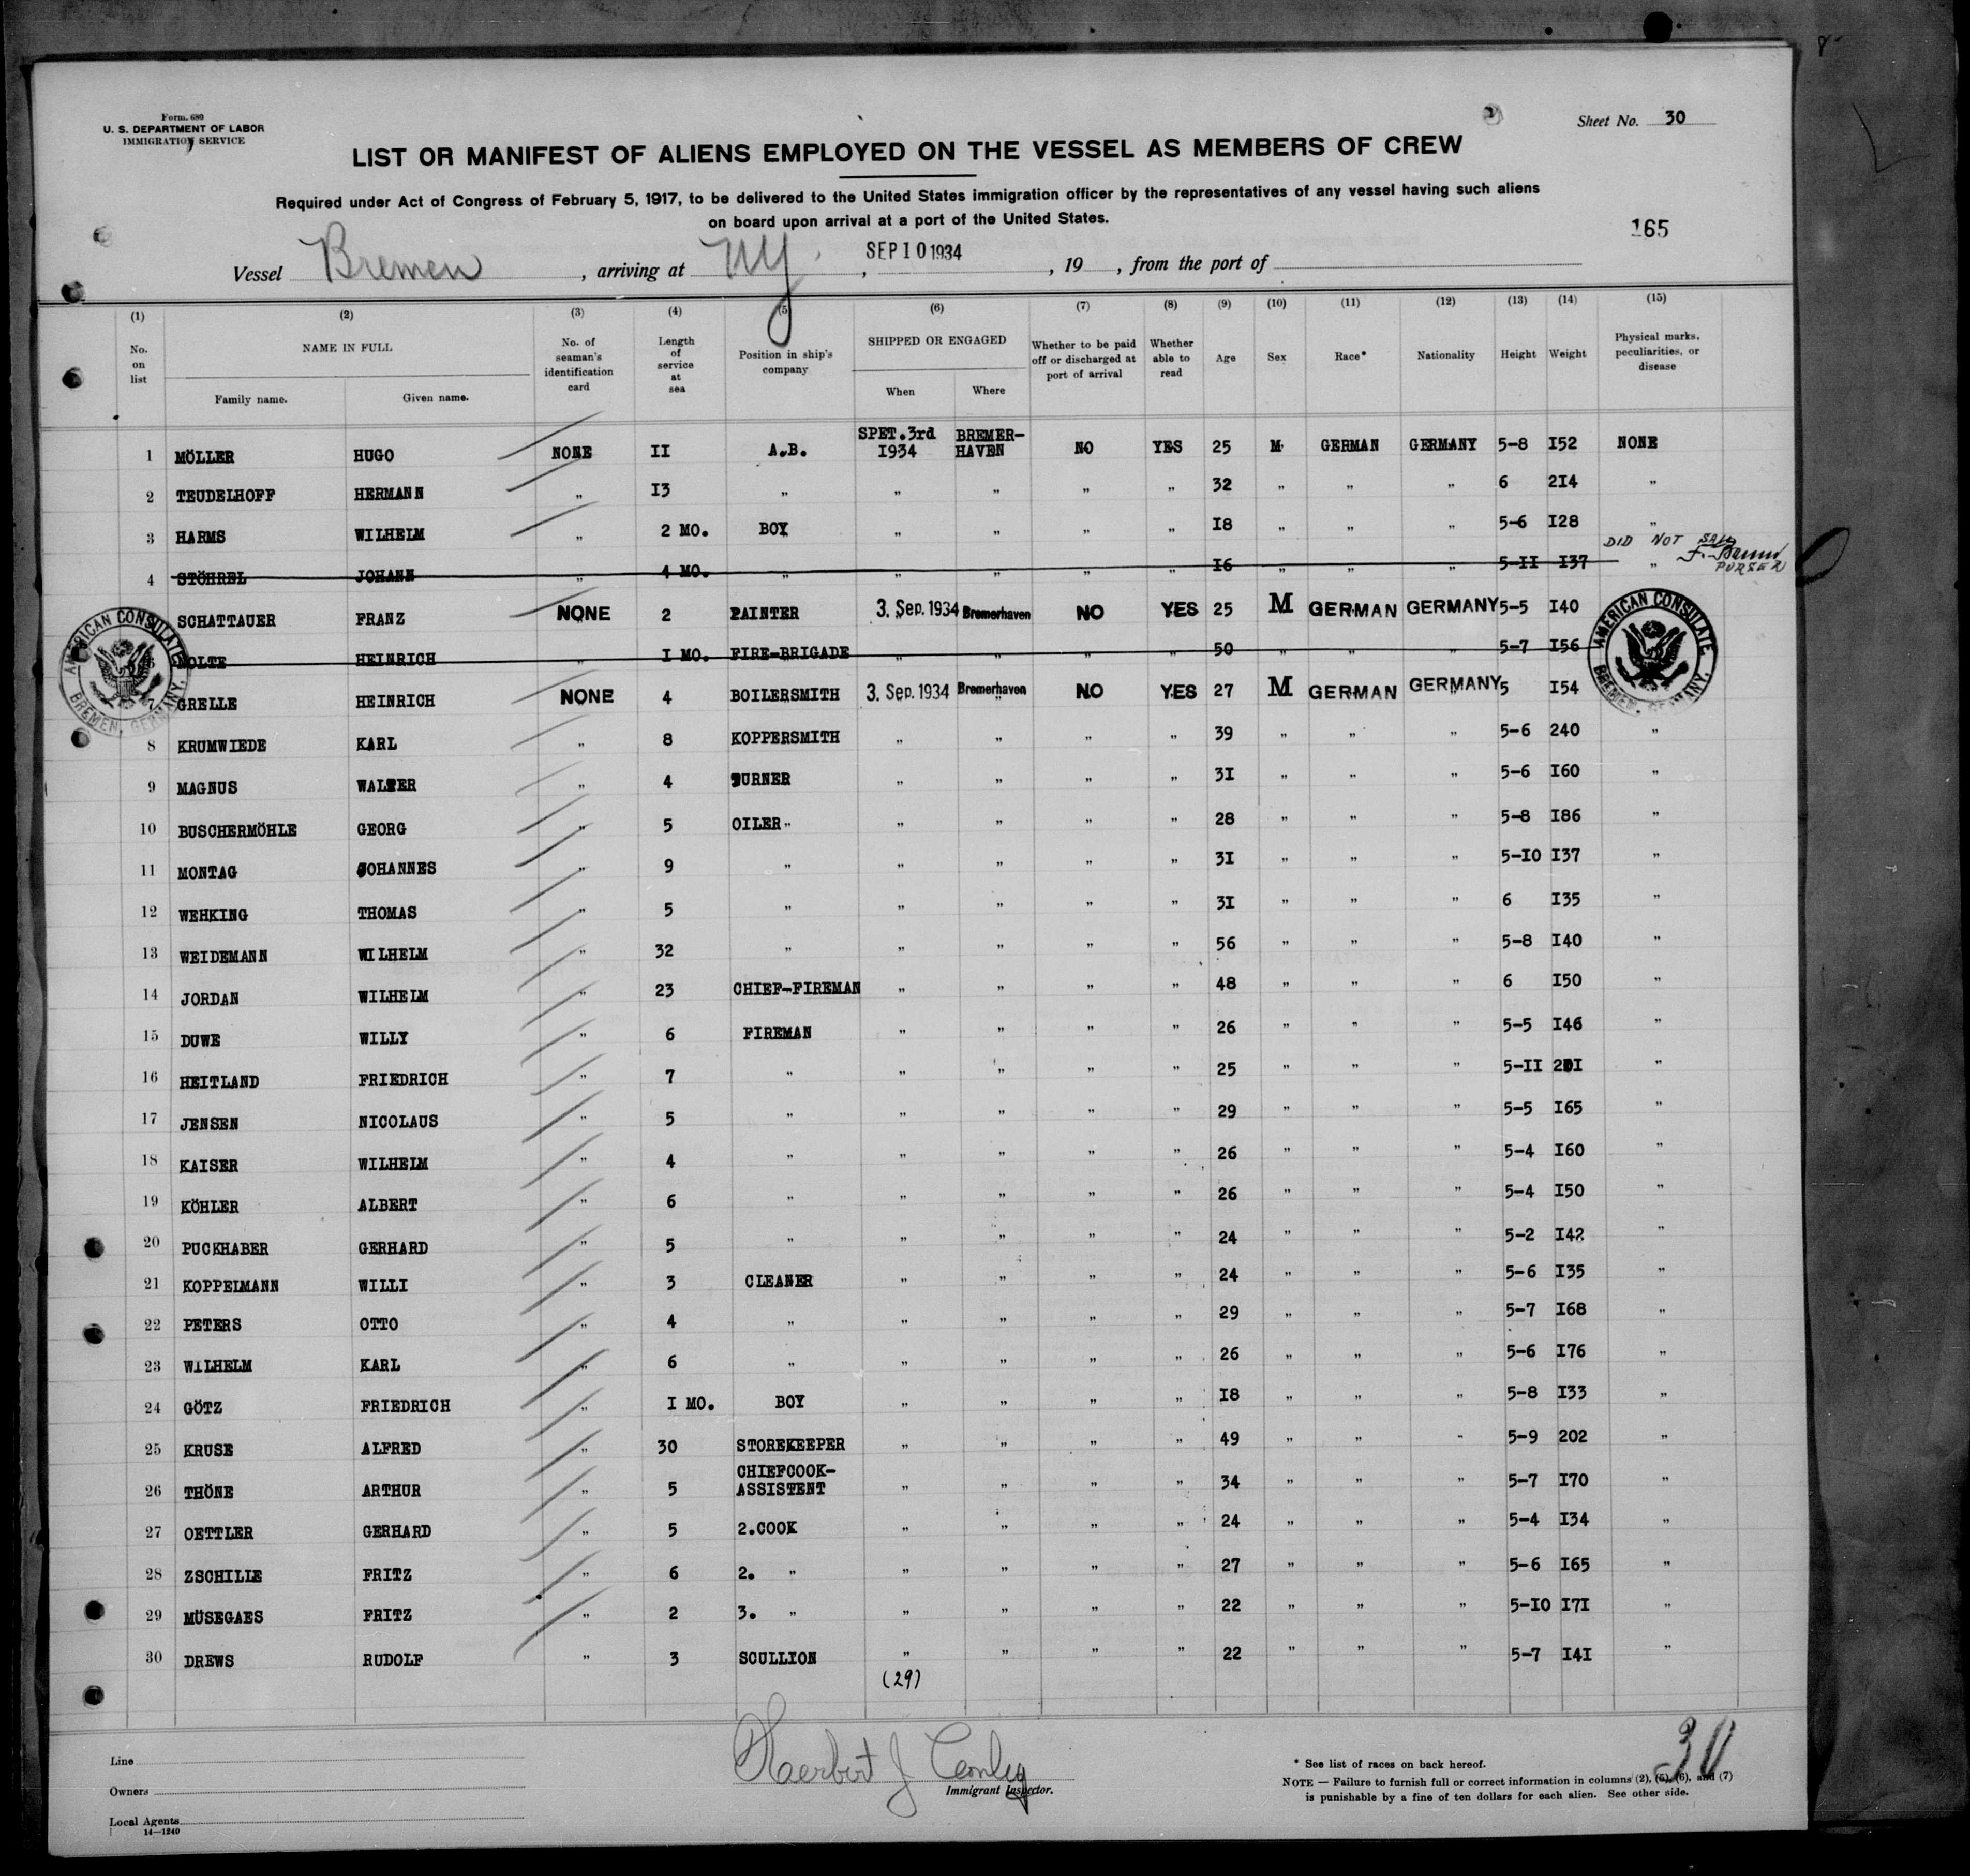 Form. 680
U. S. DEPARTMENT OF LABOR
IMMIGRATION SERVICE
Sheet No. 30
LIST OR MANIFEST OF ALIENS EMPLOYED ON THE VESSEL AS MEMBERS OF CREW
Required under Act of Congress of February 5, 1917, to be delivered to the United States immigration officer by the representatives of any vessel having such aliens
on board upon arrival at a port of the United States.
165
Vessel Bremen, arriving at NY, SEP 10 1934, 19 , from the port of
(1) (2) (3) (4) (5) (6) (7) (8) (9) (10) (11) (12) (13) (14) (15)
No. on list NAME IN FULL Family name. Given name. No. of seaman's identification card Length of service at sea Position in ship's company SHIPPED OR ENGAGED When Where Whether to be paid off or discharged at port of arrival Whether able to read Age Sex Race* Nationality Height Weight Physical marks, peculiarities, or disease
1 MÖLLER HUGO NONE II A.B. SPET.3rd I934 BREMER-HAVEN NO YES 25 M GERMAN GERMANY 5-8 I52 NONE
2 TEUDELHOFF HERMANN " I3 " " " " " 32 " " " 6 2I4 "
3 HARMS WILHELM " 2 MO. BOY " " " " I8 " " " 5-6 I28 "
DID NOT SAIL
4 STÖHREL JOHANN " 4 MO. " " " " " I6 " " " 5-II I37 " PURSER
SCHATTAUER FRANZ NONE 2 PAINTER 3. Sep. 1934 Bremerhaven NO YES 25 M GERMAN GERMANY 5-5 I40
NOLTE HEINRICH " I MO. FIRE-BRIGADE " " " " 50 " " " 5-7 I56
7 GRELLE HEINRICH NONE 4 BOILERSMITH 3. Sep. 1934 Bremerhaven NO YES 27 M GERMAN GERMANY 5 I54
AMERICAN CONSULATE BREMEN, GERMANY.
AMERICAN CONSULATE BREMEN, GERMANY.
8 KRUMWIEDE KARL " 8 KOPPERSMITH " " " " 39 " " " 5-6 240 "
9 MAGNUS WALTER " 4 TURNER " " " " 3I " " " 5-6 I60 "
10 BUSCHERMÖHLE GEORG " 5 OILER " " " " " 28 " " " 5-8 I86 "
11 MONTAG JOHANNES " 9 " " " " " 3I " " " 5-IO I37 "
12 WEHKING THOMAS " 5 " " " " " 3I " " " 6 I35 "
13 WEIDEMANN WILHELM " 32 " " " " " 56 " " " 5-8 I40 "
14 JORDAN WILHELM " 23 CHIEF-FIREMAN " " " " 48 " " " 6 I50 "
15 DUWE WILLY " 6 FIREMAN " " " " 26 " " " 5-5 I46 "
16 HEITLAND FRIEDRICH " 7 " " " " " 25 " " " 5-II "
17 JENSEN NICOLAUS " 5 " " " " " 29 " " " 5-5 I65 "
18 KAISER WILHELM " 4 " " " " " 26 " " " 5-4 I60 "
19 KÖHLER ALBERT " 6 " " " " " 26 " " " 5-4 I50 "
20 PUCKHABER GERHARD " 5 " " " " " 24 " " " 5-2 I42 "
21 KOPPELMANN WILLI " 3 CLEANER " " " " 24 " " " 5-6 I35 "
22 PETERS OTTO " 4 " " " " " 29 " " " 5-7 I68 "
23 WILHELM KARL " 6 " " " " " 26 " " " 5-6 I76 "
24 GÖTZ FRIEDRICH " I MO. BOY " " " " I8 " " " 5-8 I33 "
25 KRUSE ALFRED " 30 STOREKEEPER " " " " 49 " " " 5-9 202 "
26 THÖNE ARTHUR " 5 CHIEFCOOK-ASSISTENT " " " " 34 " " " 5-7 I70 "
27 OETTLER GERHARD " 5 2.COOK " " " " 24 " " " 5-4 I34 "
28 ZSCHILLE FRITZ " 6 2. " " " " " 27 " " " 5-6 I65 "
29 MÜSEGAES FRITZ " 2 3. " " " " " 22 " " " 5-IO I7I "
30 DREWS RUDOLF " 3 SCULLION " " " " 22 " " " 5-7 I4I "
(29)
Line
Owners
Local Agents
14—1240
Herbert J Conley
Immigrant Inspector.
30
* See list of races on back hereof.
NOTE — Failure to furnish full or correct information in columns (2), (5), (6), and (7)
is punishable by a fine of ten dollars for each alien. See other side.